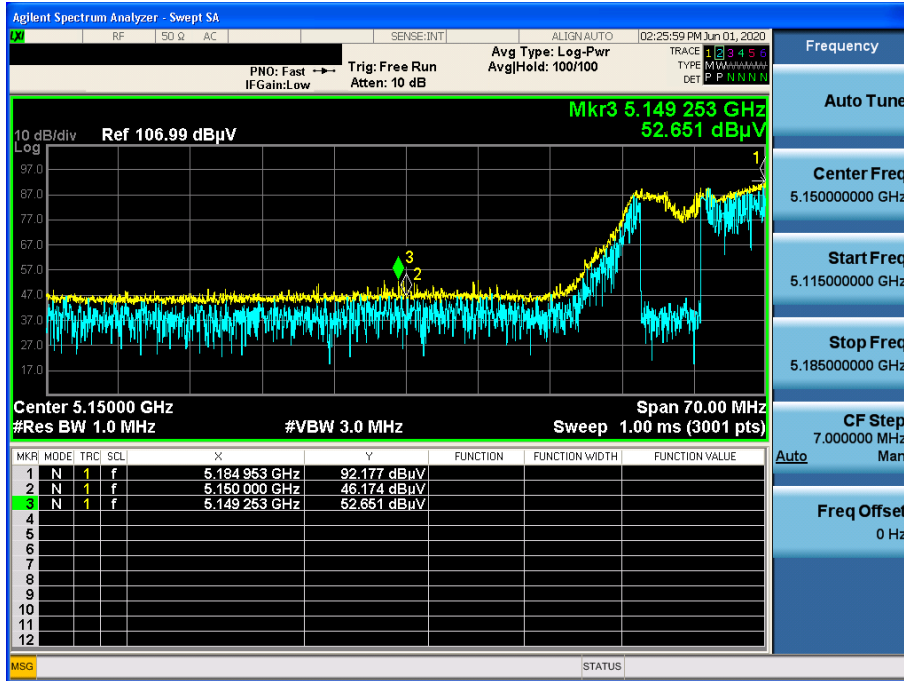 Agilent Spectrum Analyzer - Swept SA
LXI RF 50 Ω AC SENSE:INT ALIGN AUTO 02:25:59 PM Jun 01, 2020
PNO: Fast
IFGain:Low
Trig: Free Run
Atten: 10 dB
Avg Type: Log-Pwr
Avg|Hold: 100/100
TRACE 1 2 3 4 5 6
TYPE M W W W W W
DET P P N N N N
Mkr3 5.149 253 GHz
52.651 dBµV
10 dB/div Ref 106.99 dBµV
Log
97.0
87.0
77.0
67.0
57.0
47.0
37.0
27.0
17.0
1
3
2
Center 5.15000 GHz Span 70.00 MHz
#Res BW 1.0 MHz #VBW 3.0 MHz Sweep 1.00 ms (3001 pts)
MKR MODE TRC SCL X Y FUNCTION FUNCTION WIDTH FUNCTION VALUE
1 N 1 f 5.184 953 GHz 92.177 dBµV
2 N 1 f 5.150 000 GHz 46.174 dBµV
3 N 1 f 5.149 253 GHz 52.651 dBµV
4
5
6
7
8
9
10
11
12
MSG STATUS
Frequency
Auto Tune
Center Freq
5.150000000 GHz
Start Freq
5.115000000 GHz
Stop Freq
5.185000000 GHz
CF Step
7.000000 MHz
Auto Man
Freq Offset
0 Hz